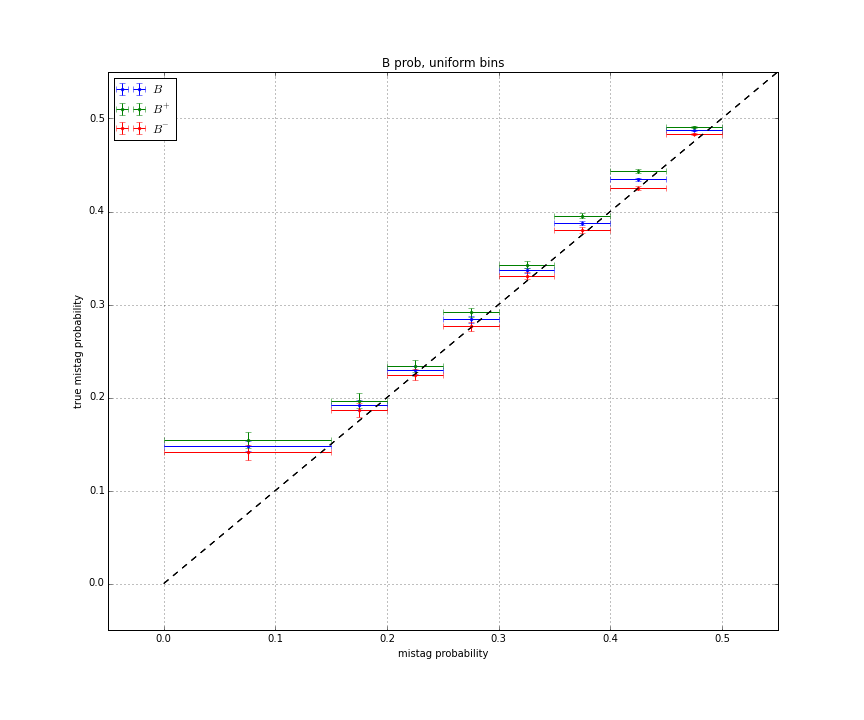 B prob, uniform bins
B
B⁺
B⁻
0.5
0.4
0.3
0.2
0.1
0.0
true mistag probability
0.0 0.1 0.2 0.3 0.4 0.5
mistag probability